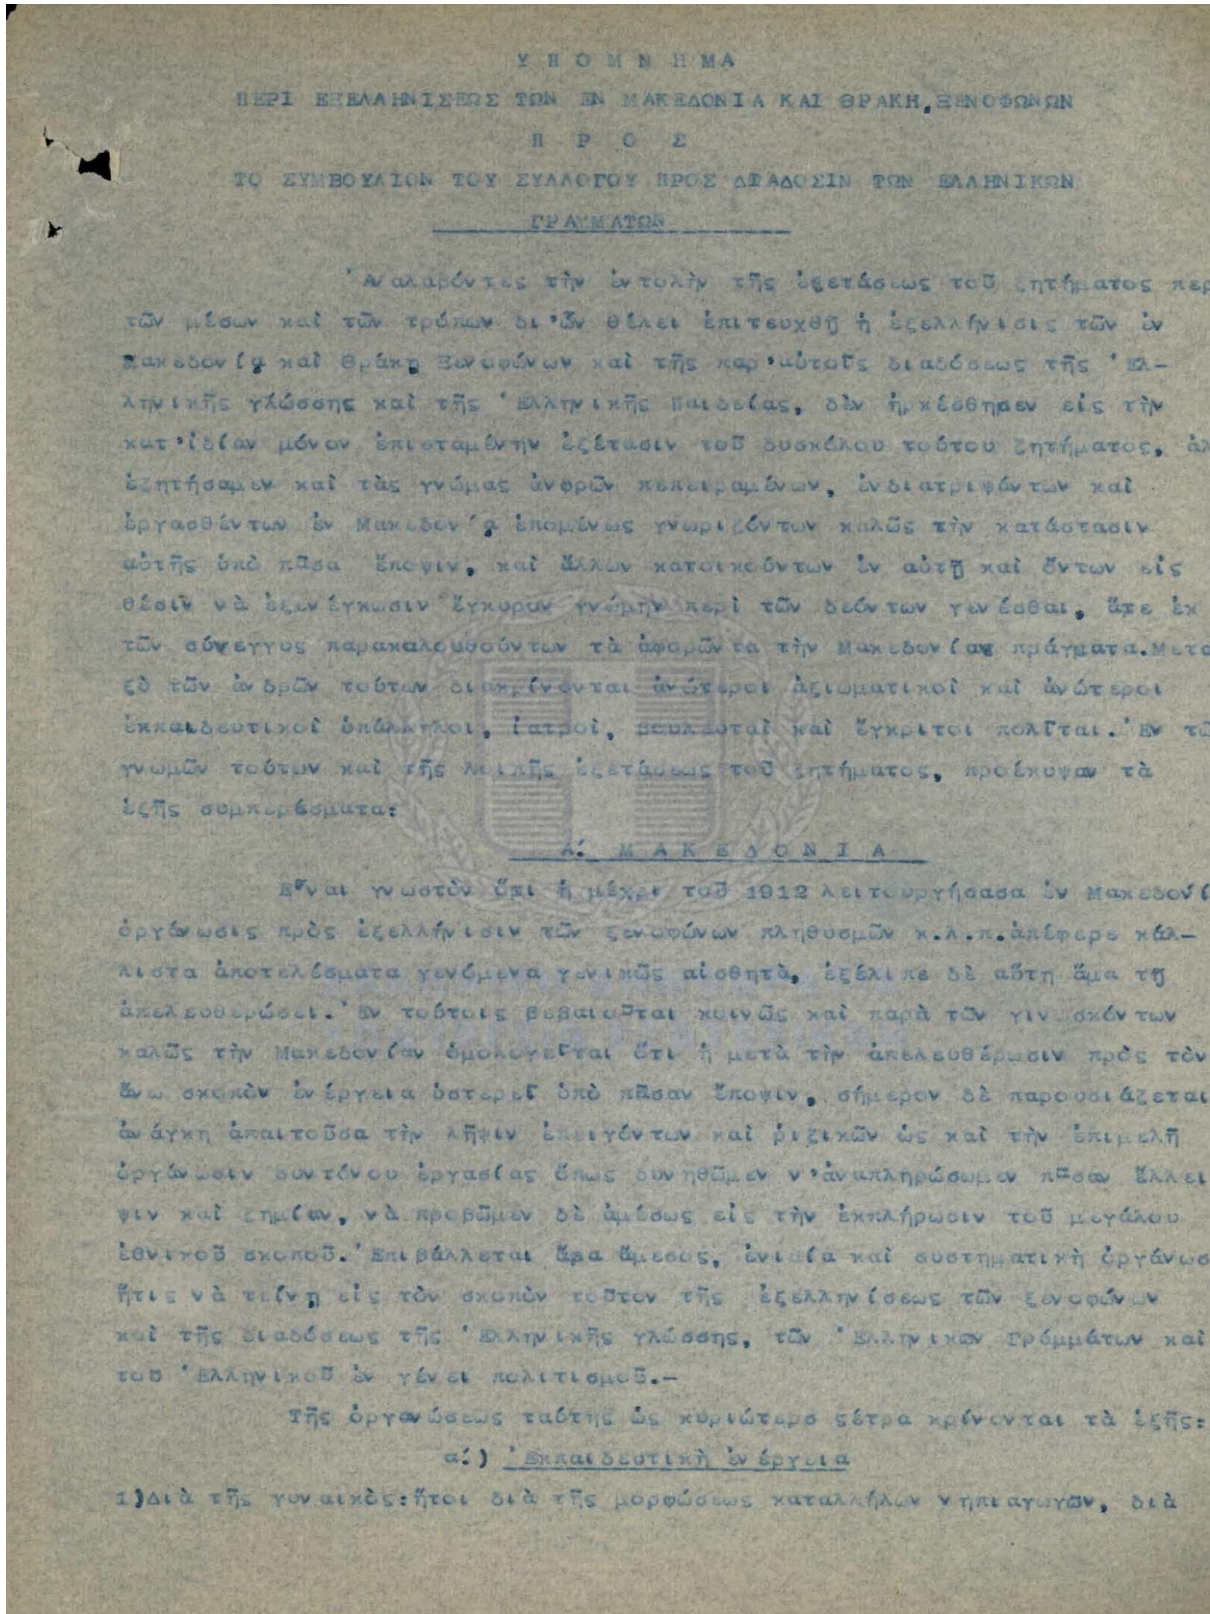 ΥΠΟΜΝΗΜΑ
ΠΕΡΙ ΕΞΕΛΛΗΝΙΣΕΩΣ ΤΩΝ ΕΝ ΜΑΚΕΔΟΝΙΑ ΚΑΙ ΘΡΑΚΗ, ΞΕΝΟΦΩΝΩΝ
ΠΡΟΣ
ΤΟ ΣΥΜΒΟΥΛΙΟΝ ΤΟΥ ΣΥΛΛΟΓΟΥ ΠΡΟΣ ΔΙΑΔΟΣΙΝ ΤΩΝ ΕΛΛΗΝΙΚΩΝ
ΓΡΑΜΜΑΤΩΝ
Ἀναλαβόντες τὴν ἐντολὴν τῆς ἐξετάσεως τοῦ ζητήματος περ
τῶν μέσων καὶ τῶν τρόπων δι'ὧν θέλει ἐπιτευχθῇ ἡ ἐξελλήνισις τῶν ἐν
Μακεδονίᾳ καὶ Θράκῃ Ξενοφώνων καὶ τῆς παρ'αὐτοῖς διαδόσεως τῆς Ἑλ-
ληνικῆς γλώσσης καὶ τῆς Ἑλληνικῆς Παιδείας, δὲν ἠρκέσθημεν εἰς τὴν
κατ'ἰδίαν μόνον ἐπισταμένην ἐξέτασιν τοῦ δυσκόλου τούτου ζητήματος, ἀλ
ἐζητήσαμεν καὶ τὰς γνώμας ἀνδρῶν πεπειραμένων, ἐνδιατριψάντων καὶ
ἐργασθέντων ἐν Μακεδονίᾳ ἑπομένως γνωριζόντων καλῶς τὴν κατάστασιν
αὐτῆς ὑπὸ πᾶσα ἔποψιν, καὶ ἄλλων κατοικούντων ἐν αὐτῇ καὶ ὄντων εἰς
θέσιν νὰ ἐξενέγκωσιν ἔγκυρον γνώμην περὶ τῶν δεόντων γενέσθαι, ἅτε ἐκ
τῶν σύνεγγυς παρακαλουθούντων τὰ ἀφορῶντα τὴν Μακεδονίαν πράγματα. Μετα
ξὺ τῶν ἀνδρῶν τούτων διακρίνονται ἀνώτεροι ἀξιωματικοὶ καὶ ἀνώτεροι
ἐκπαιδευτικοὶ ὑπάλληλοι, ἰατροί, βουλευταὶ καὶ ἔγκριτοι πολῖται. Ἐν τῶ
γνωμῶν τούτων καὶ τῆς λοιπῆς ἐξετάσεως τοῦ ζητήματος, προέκυψαν τὰ
ἑξῆς συμπεράσματα:
Α'. ΜΑΚΕΔΟΝΙΑ
Εἶναι γνωστὸν ὅτι ἡ μέχρι τοῦ 1912 λειτουργήσασα ἐν Μακεδονί
ὀργάνωσις πρὸς ἐξελλήνισιν τῶν ξενοφώνων πληθυσμῶν κ.λ.π. ἀπέφερε κάλ-
λιστα ἀποτελέσματα γενόμενα γενικῶς αἰσθητὰ, ἐξέλιπε δὲ αὕτη ἅμα τῇ
ἀπελευθερώσει. Ἐν τούτοις βεβαιοῦται κοινῶς καὶ παρὰ τῶν γινωσκόντων
καλῶς τὴν Μακεδονίαν ὁμολογεῖται ὅτι ἡ μετὰ τὴν ἀπελευθέρωσιν πρὸς τὸν
ἄνω σκοπὸν ἐνέργεια ὑστερεῖ ὑπὸ πᾶσαν ἔποψιν, σήμερον δὲ παρουσιάζεται
ἀνάγκη ἀπαιτοῦσα τὴν λῆψιν ἐπειγόντων καὶ ριζικῶν ὡς καὶ τὴν ἐπιμελῆ
ὀργάνωσιν συντόνου ἐργασίας ὅπως δυνηθῶμεν ν'ἀναπληρώσωμεν πᾶσαν ἔλλει
ψιν καὶ ζημίαν, νὰ προβῶμεν δὲ ἀμέσως εἰς τὴν ἐκπλήρωσιν τοῦ μεγάλου
ἐθνικοῦ σκοποῦ. Ἐπιβάλλεται ἄρα ἄμεσος, ἑνιαία καὶ συστηματικὴ ὀργάνωσ
ἥτις νὰ τείνῃ εἰς τὸν σκοπὸν τοῦτον τῆς ἐξελληνίσεως τῶν ξενοφώνων
καὶ τῆς διαδόσεως τῆς Ἑλληνικῆς γλώσσης, τῶν Ἑλληνικων Γράμμάτων καὶ
τοῦ Ἑλληνικοῦ ἐν γένει πολιτισμοῦ.-
Τῆς ὀργανώσεως ταύτης ὡς κυριώτερα κρίνονται τὰ ἑξῆς:
α'.) Ἐκπαιδευτικὴ ἐνέργεια
1)Διὰ τῆς γυναικὸς:ἤτοι διὰ τῆς μορφώσεως καταλλήλων νηπιαγωγῶν, διὰ